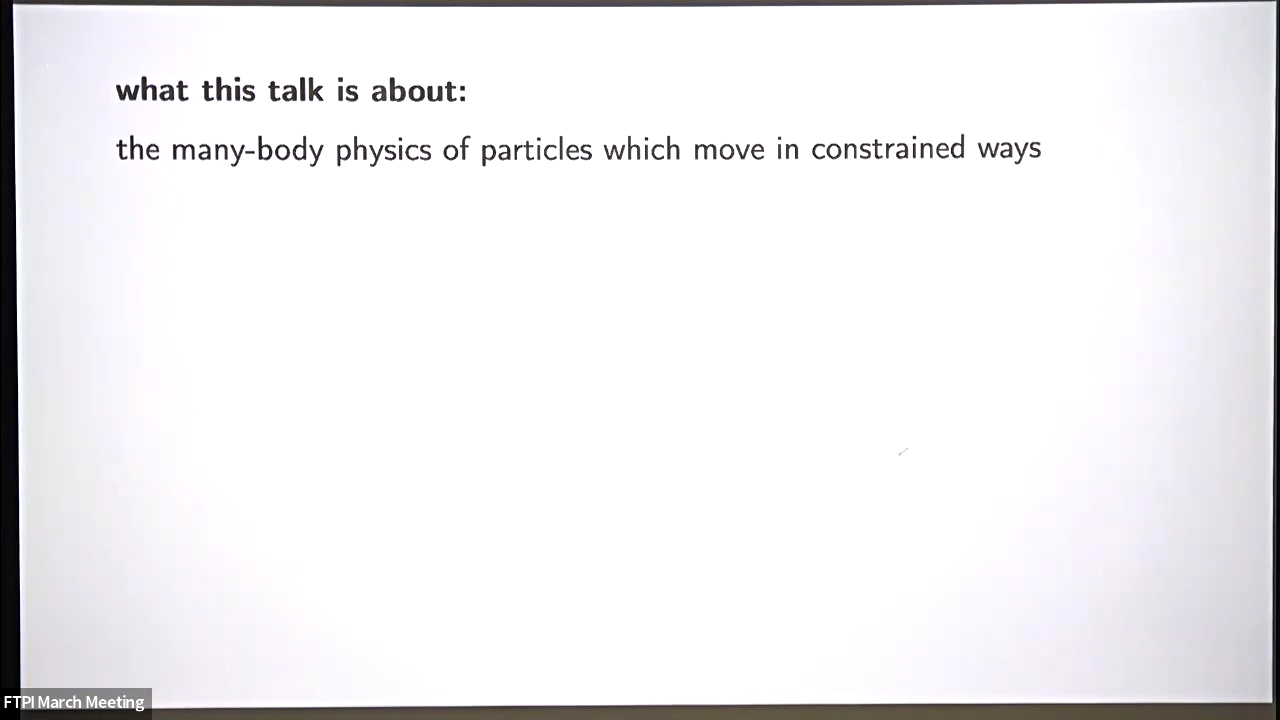 what this talk is about:
the many-body physics of particles which move in constrained ways
FTPI March Meeting